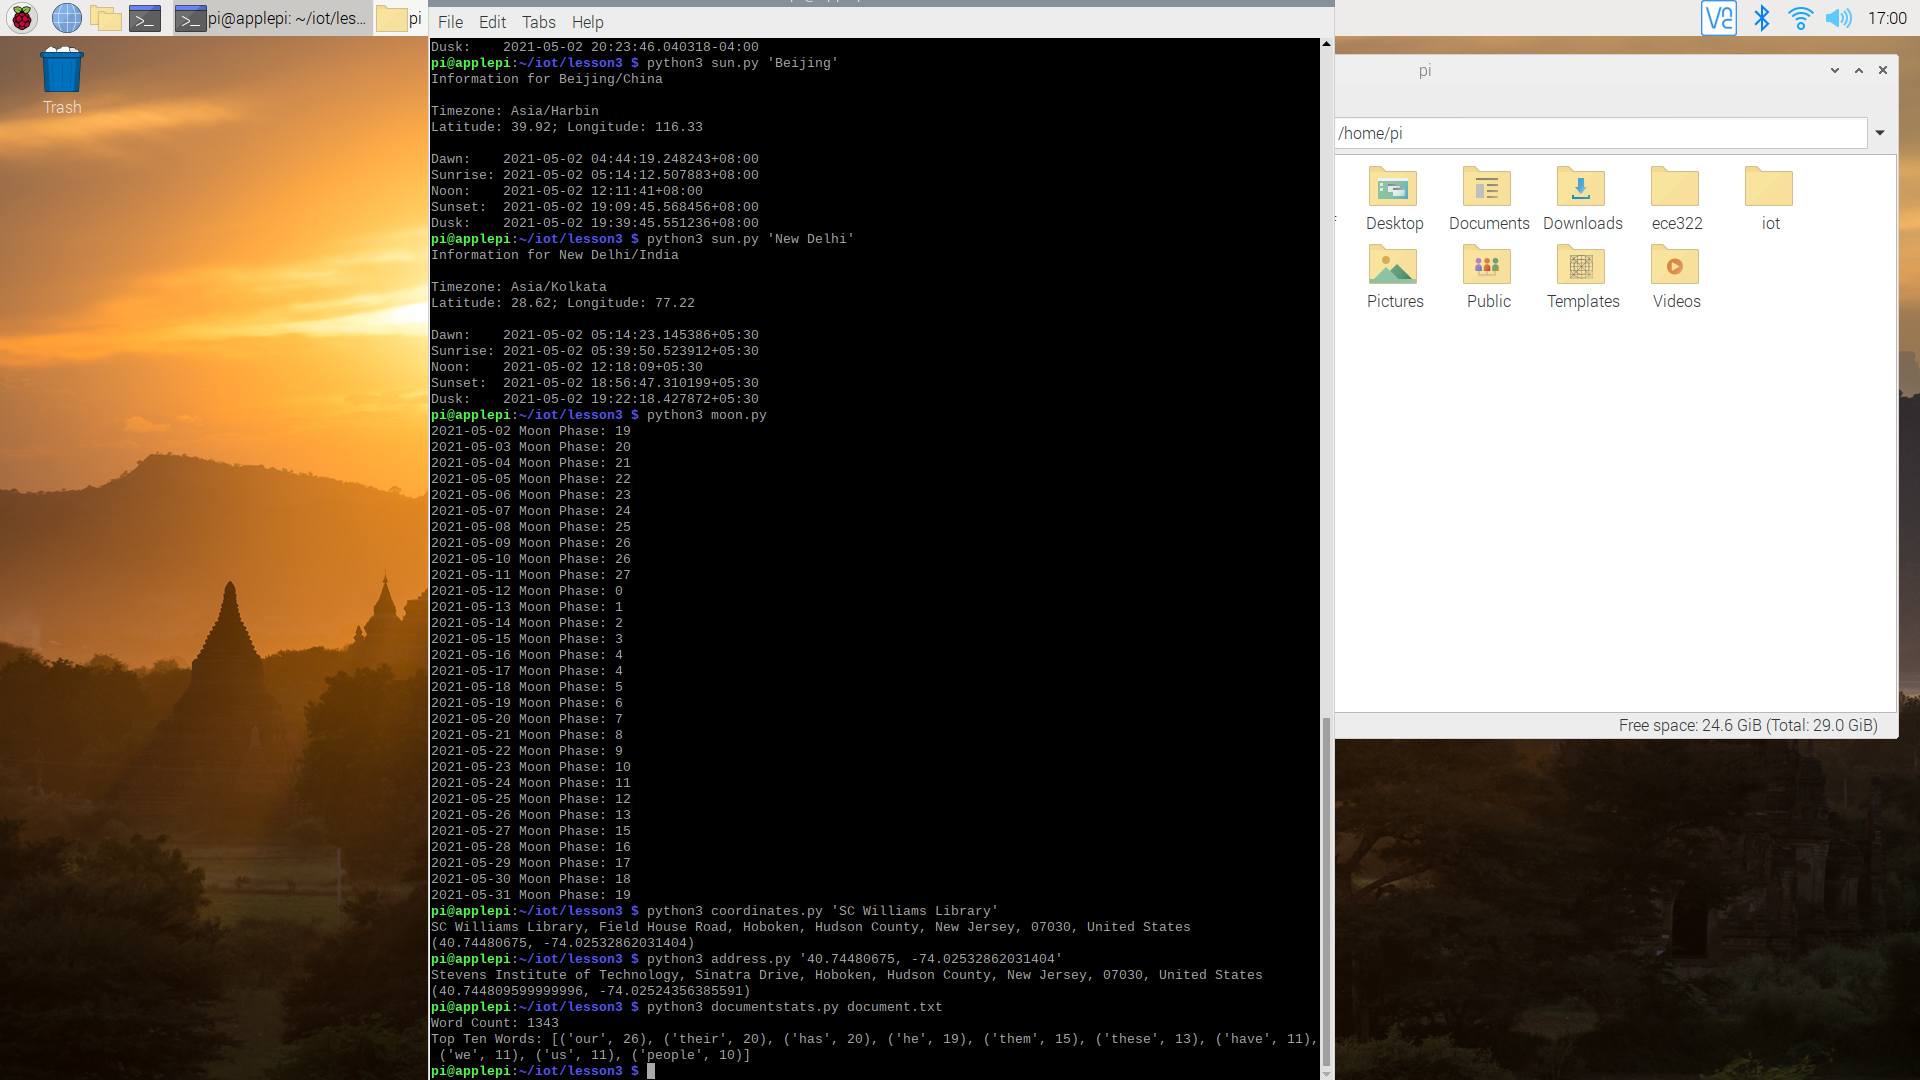 pi@applepi: ~/iot/les...
pi
17:00
Trash
File Edit Tabs Help
Dusk:    2021-05-02 20:23:46.040318-04:00
pi@applepi:~/iot/lesson3 $ python3 sun.py 'Beijing'
Information for Beijing/China
Timezone: Asia/Harbin
Latitude: 39.92; Longitude: 116.33
Dawn:    2021-05-02 04:44:19.248243+08:00
Sunrise: 2021-05-02 05:14:12.507883+08:00
Noon:    2021-05-02 12:11:41+08:00
Sunset:  2021-05-02 19:09:45.568456+08:00
Dusk:    2021-05-02 19:39:45.551236+08:00
pi@applepi:~/iot/lesson3 $ python3 sun.py 'New Delhi'
Information for New Delhi/India
Timezone: Asia/Kolkata
Latitude: 28.62; Longitude: 77.22
Dawn:    2021-05-02 05:14:23.145386+05:30
Sunrise: 2021-05-02 05:39:50.523912+05:30
Noon:    2021-05-02 12:18:09+05:30
Sunset:  2021-05-02 18:56:47.310199+05:30
Dusk:    2021-05-02 19:22:18.427872+05:30
pi@applepi:~/iot/lesson3 $ python3 moon.py
2021-05-02 Moon Phase: 19
2021-05-03 Moon Phase: 20
2021-05-04 Moon Phase: 21
2021-05-05 Moon Phase: 22
2021-05-06 Moon Phase: 23
2021-05-07 Moon Phase: 24
2021-05-08 Moon Phase: 25
2021-05-09 Moon Phase: 26
2021-05-10 Moon Phase: 26
2021-05-11 Moon Phase: 27
2021-05-12 Moon Phase: 0
2021-05-13 Moon Phase: 1
2021-05-14 Moon Phase: 2
2021-05-15 Moon Phase: 3
2021-05-16 Moon Phase: 4
2021-05-17 Moon Phase: 4
2021-05-18 Moon Phase: 5
2021-05-19 Moon Phase: 6
2021-05-20 Moon Phase: 7
2021-05-21 Moon Phase: 8
2021-05-22 Moon Phase: 9
2021-05-23 Moon Phase: 10
2021-05-24 Moon Phase: 11
2021-05-25 Moon Phase: 12
2021-05-26 Moon Phase: 13
2021-05-27 Moon Phase: 15
2021-05-28 Moon Phase: 16
2021-05-29 Moon Phase: 17
2021-05-30 Moon Phase: 18
2021-05-31 Moon Phase: 19
pi@applepi:~/iot/lesson3 $ python3 coordinates.py 'SC Williams Library'
SC Williams Library, Field House Road, Hoboken, Hudson County, New Jersey, 07030, United States
(40.74480675, -74.02532862031404)
pi@applepi:~/iot/lesson3 $ python3 address.py '40.74480675, -74.02532862031404'
Stevens Institute of Technology, Sinatra Drive, Hoboken, Hudson County, New Jersey, 07030, United States
(40.744809599999996, -74.02524356385591)
pi@applepi:~/iot/lesson3 $ python3 documentstats.py document.txt
Word Count: 1343
Top Ten Words: [('our', 26), ('their', 20), ('has', 20), ('he', 19), ('them', 15), ('these', 13), ('have', 11),
 ('we', 11), ('us', 11), ('people', 10)]
pi@applepi:~/iot/lesson3 $
pi
/home/pi
Desktop Documents Downloads ece322 iot
Pictures Public Templates Videos
Free space: 24.6 GiB (Total: 29.0 GiB)